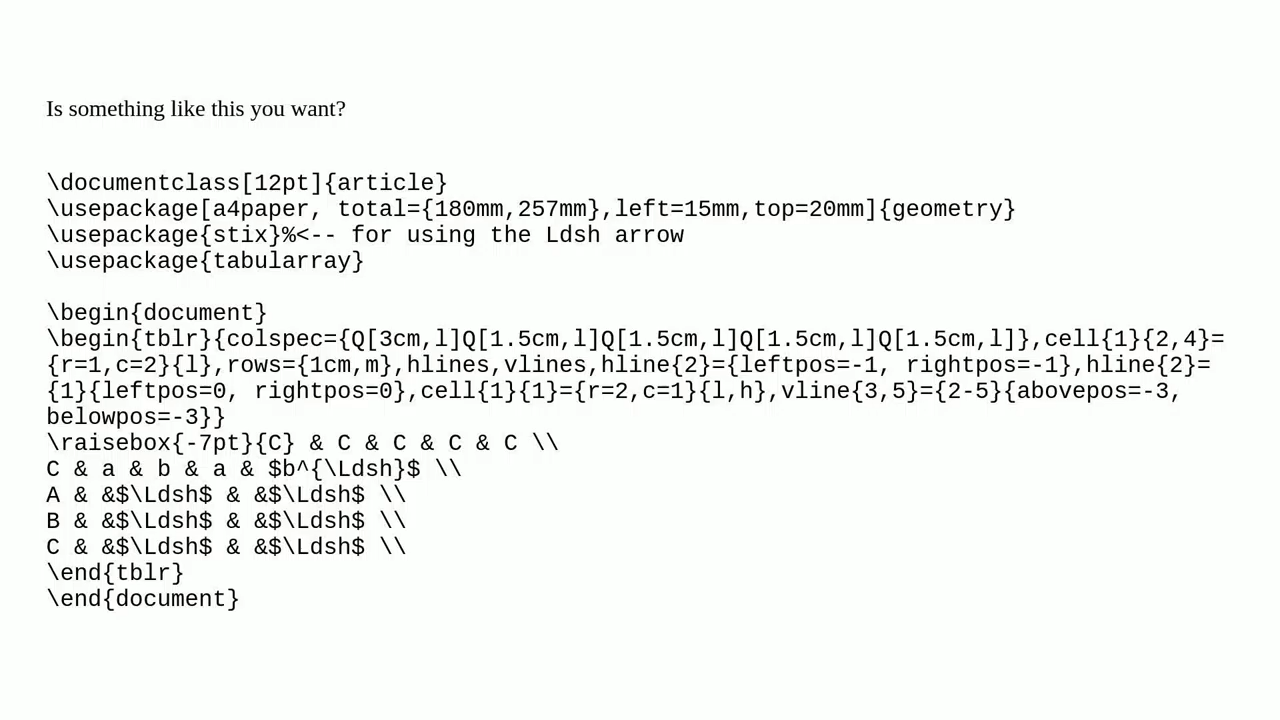 Is something like this you want?
\documentclass[12pt]{article}
\usepackage[a4paper, total={180mm,257mm},left=15mm,top=20mm]{geometry}
\usepackage{stix}%<-- for using the Ldsh arrow
\usepackage{tabularray}
\begin{document}
\begin{tblr}{colspec={Q[3cm,l]Q[1.5cm,l]Q[1.5cm,l]Q[1.5cm,l]Q[1.5cm,l]},cell{1}{2,4}=
{r=1,c=2}{l},rows={1cm,m},hlines,vlines,hline{2}={leftpos=-1, rightpos=-1},hline{2}=
{1}{leftpos=0, rightpos=0},cell{1}{1}={r=2,c=1}{l,h},vline{3,5}={2-5}{abovepos=-3,
belowpos=-3}}
\raisebox{-7pt}{C} & C & C & C & C \\
C & a & b & a & $b^{\Ldsh}$ \\
A & &$\Ldsh$ & &$\Ldsh$ \\
B & &$\Ldsh$ & &$\Ldsh$ \\
C & &$\Ldsh$ & &$\Ldsh$ \\
\end{tblr}
\end{document}